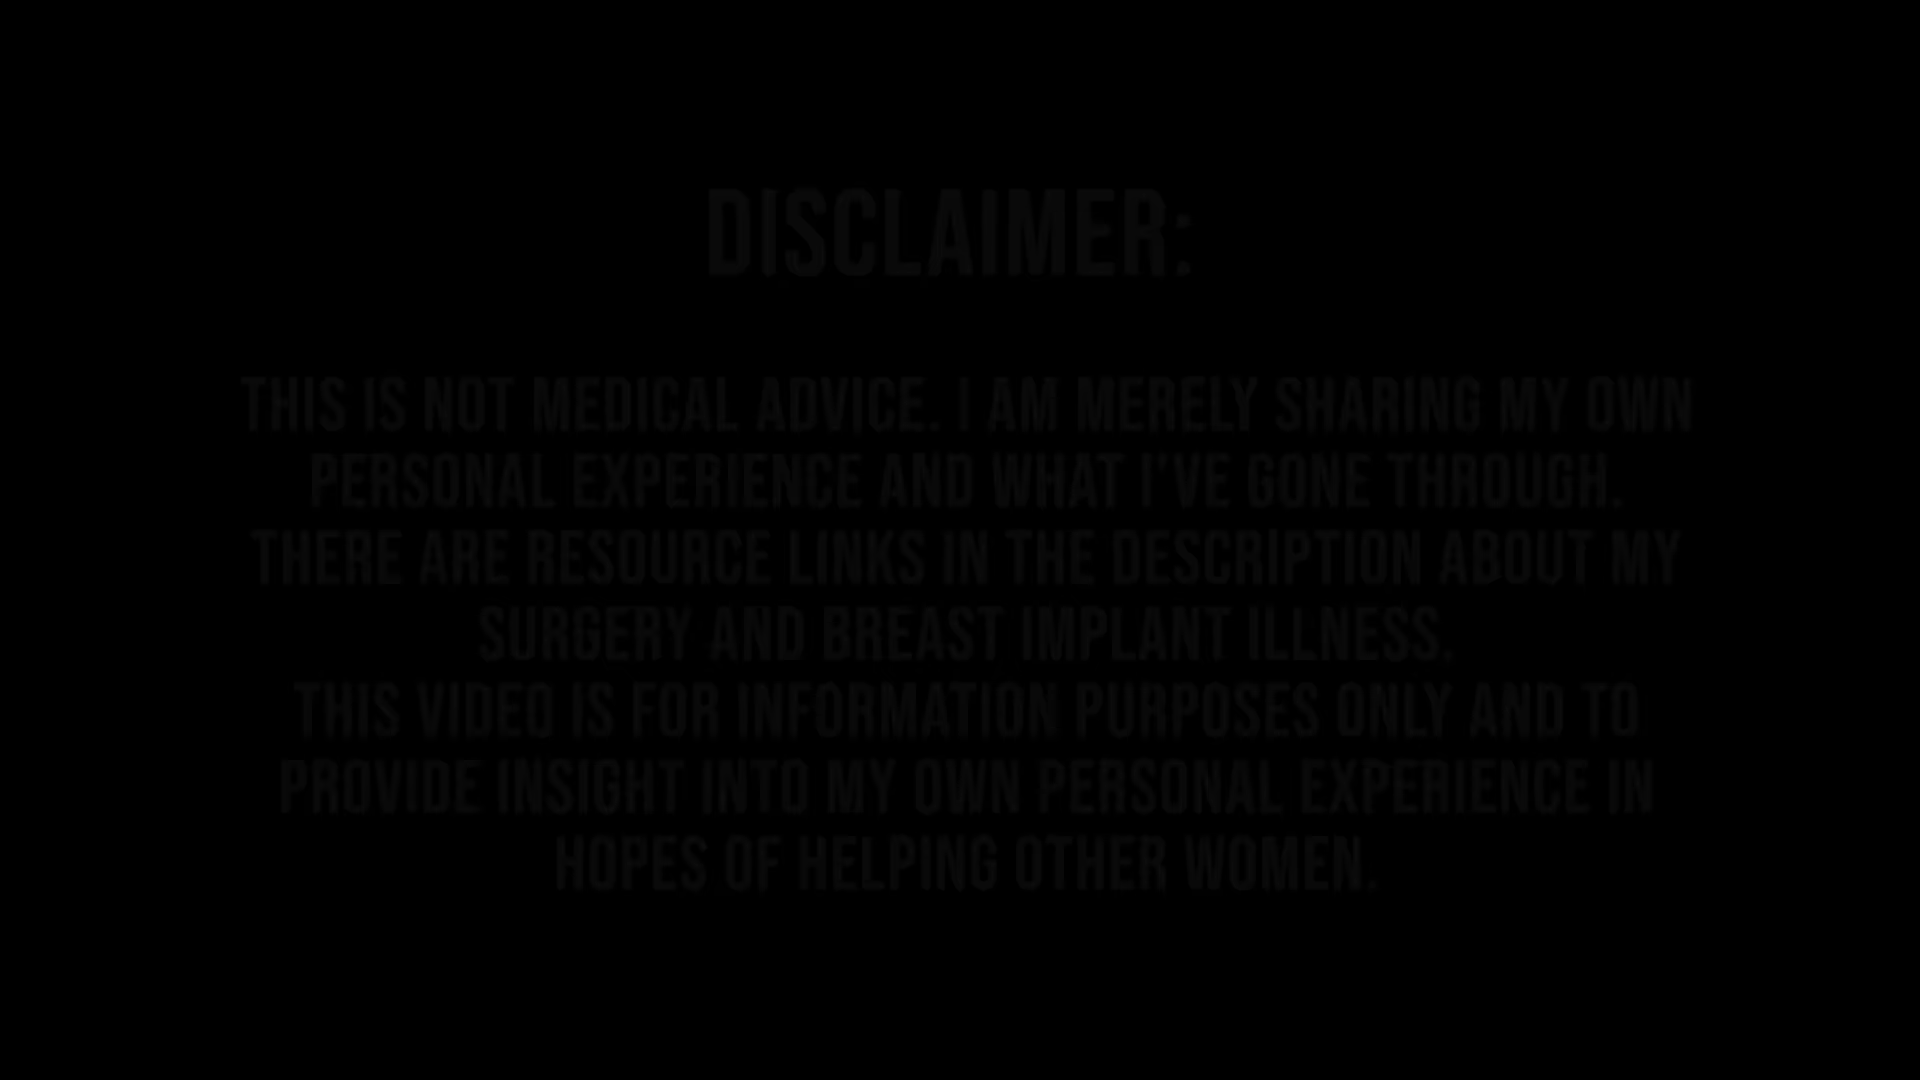 DISCLAIMER:
THIS IS NOT MEDICAL ADVICE. I AM MERELY SHARING MY OWN
PERSONAL EXPERIENCE AND WHAT I'VE GONE THROUGH.
THERE ARE RESOURCE LINKS IN THE DESCRIPTION ABOUT MY
SURGERY AND BREAST IMPLANT ILLNESS.
THIS VIDEO IS FOR INFORMATION PURPOSES ONLY AND TO
PROVIDE INSIGHT INTO MY OWN PERSONAL EXPERIENCE IN
HOPES OF HELPING OTHER WOMEN.